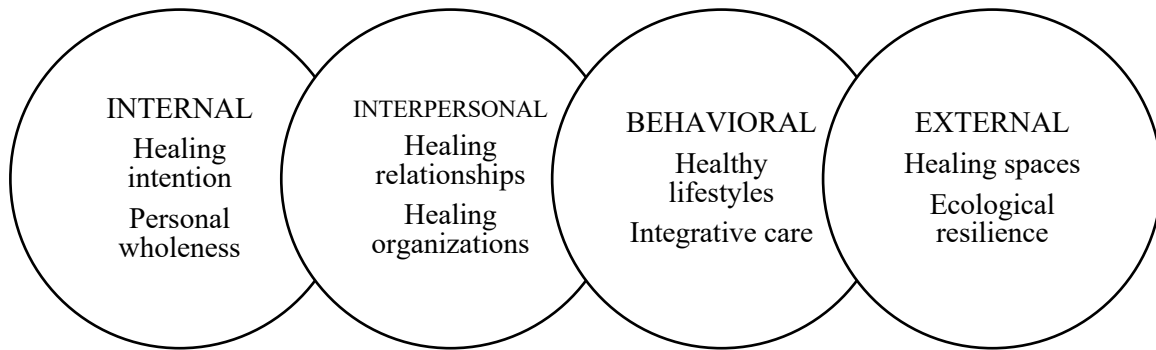 INTERNAL
Healing
intention
Personal
wholeness
INTERPERSONAL
Healing
relationships
Healing
organizations
BEHAVIORAL
Healthy
lifestyles
Integrative care
EXTERNAL
Healing spaces
Ecological
resilience